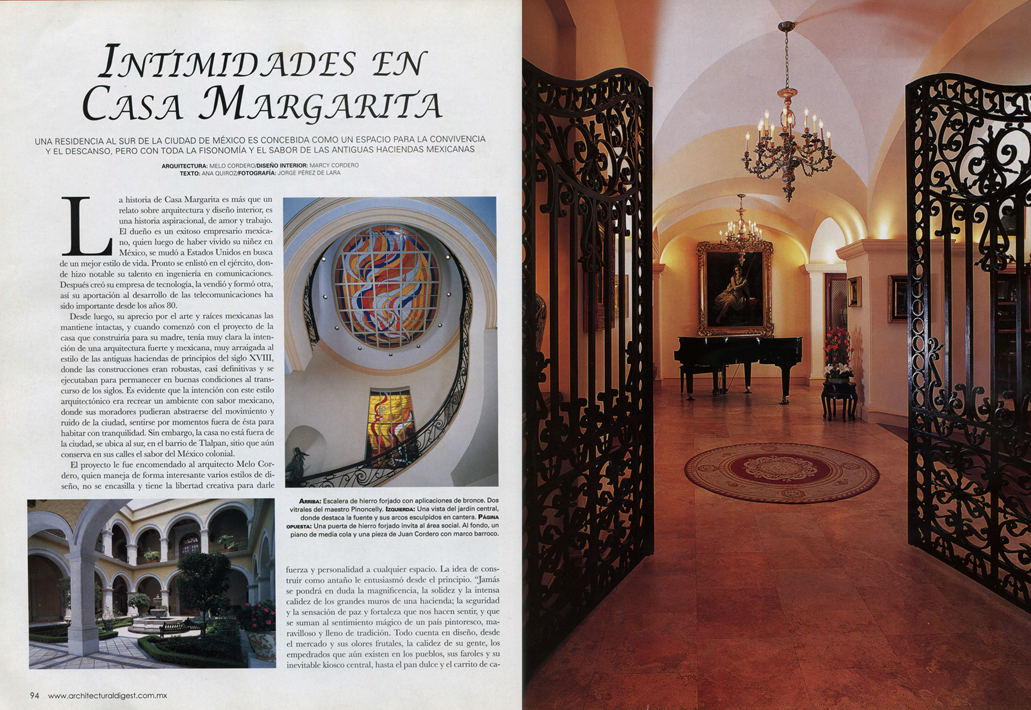 INTIMIDADES EN
CASA MARGARITA
UNA RESIDENCIA AL SUR DE LA CIUDAD DE MÉXICO ES CONCEBIDA COMO UN ESPACIO PARA LA CONVIVENCIA
Y EL DESCANSO, PERO CON TODA LA FISONOMÍA Y EL SABOR DE LAS ANTIGUAS HACIENDAS MEXICANAS
ARQUITECTURA: MELO CORDERO/DISEÑO INTERIOR: MARCY CORDERO
TEXTO: ANA QUIROZ/FOTOGRAFÍA: JORGE PÉREZ DE LARA
La historia de Casa Margarita es más que un
relato sobre arquitectura y diseño interior, es
una historia aspiracional, de amor y trabajo.
El dueño es un exitoso empresario mexica-
no, quien luego de haber vivido su niñez en
México, se mudó a Estados Unidos en busca
de un mejor estilo de vida. Pronto se enlistó en el ejército, don-
de hizo notable su talento en ingeniería en comunicaciones.
Después creó su empresa de tecnología, la vendió y formó otra,
así su aportación al desarrollo de las telecomunicaciones ha
sido importante desde los años 80.
Desde luego, su aprecio por el arte y raíces mexicanas las
mantiene intactas, y cuando comenzó con el proyecto de la
casa que construiría para su madre, tenía muy clara la inten-
ción de una arquitectura fuerte y mexicana, muy arraigada al
estilo de las antiguas haciendas de principios del siglo XVIII,
donde las construcciones eran robustas, casi definitivas y se
ejecutaban para permanecer en buenas condiciones al trans-
curso de los siglos. Es evidente que la intención con este estilo
arquitectónico era recrear un ambiente con sabor mexicano,
donde sus moradores pudieran abstraerse del movimiento y
ruido de la ciudad, sentirse por momentos fuera de ésta para
habitar con tranquilidad. Sin embargo, la casa no está fuera de
la ciudad, se ubica al sur, en el barrio de Tlalpan, sitio que aún
conserva en sus calles el sabor del México colonial.
El proyecto le fue encomendado al arquitecto Melo Cor-
dero, quien maneja de forma interesante varios estilos de di-
seño, no se encasilla y tiene la libertad creativa para darle
ARRIBA: Escalera de hierro forjado con aplicaciones de bronce. Dos
vitrales del maestro Pinoncelly. IZQUIERDA: Una vista del jardín central,
donde destaca la fuente y sus arcos esculpidos en cantera. PÁGINA
OPUESTA: Una puerta de hierro forjado invita al área social. Al fondo, un
piano de media cola y una pieza de Juan Cordero con marco barroco.
fuerza y personalidad a cualquier espacio. La idea de cons-
truir como antaño le entusiasmó desde el principio. "Jamás
se pondrá en duda la magnificencia, la solidez y la intensa
calidez de los grandes muros de una hacienda; la seguridad
y la sensación de paz y fortaleza que nos hacen sentir, y que
se suman al sentimiento mágico de un país pintoresco, ma-
ravilloso y lleno de tradición. Todo cuenta en diseño, desde
el mercado y sus olores frutales, la calidez de su gente, los
empedrados que aún existen en los pueblos, sus faroles y su
inevitable kiosco central, hasta el pan dulce y el carrito de ca-
94 www.architecturaldigest.com.mx